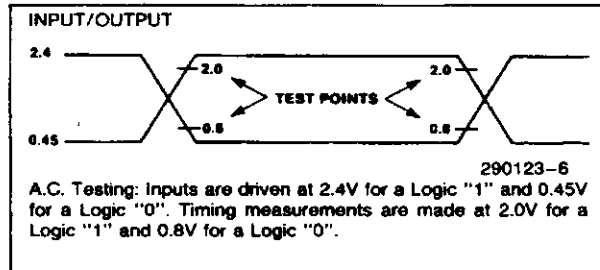 INPUT/OUTPUT
2.4
2.0
TEST POINTS
2.0
0.8
0.8
0.45
290123-6
A.C. Testing: Inputs are driven at 2.4V for a Logic "1" and 0.45V
for a Logic "0". Timing measurements are made at 2.0V for a
Logic "1" and 0.8V for a Logic "0".